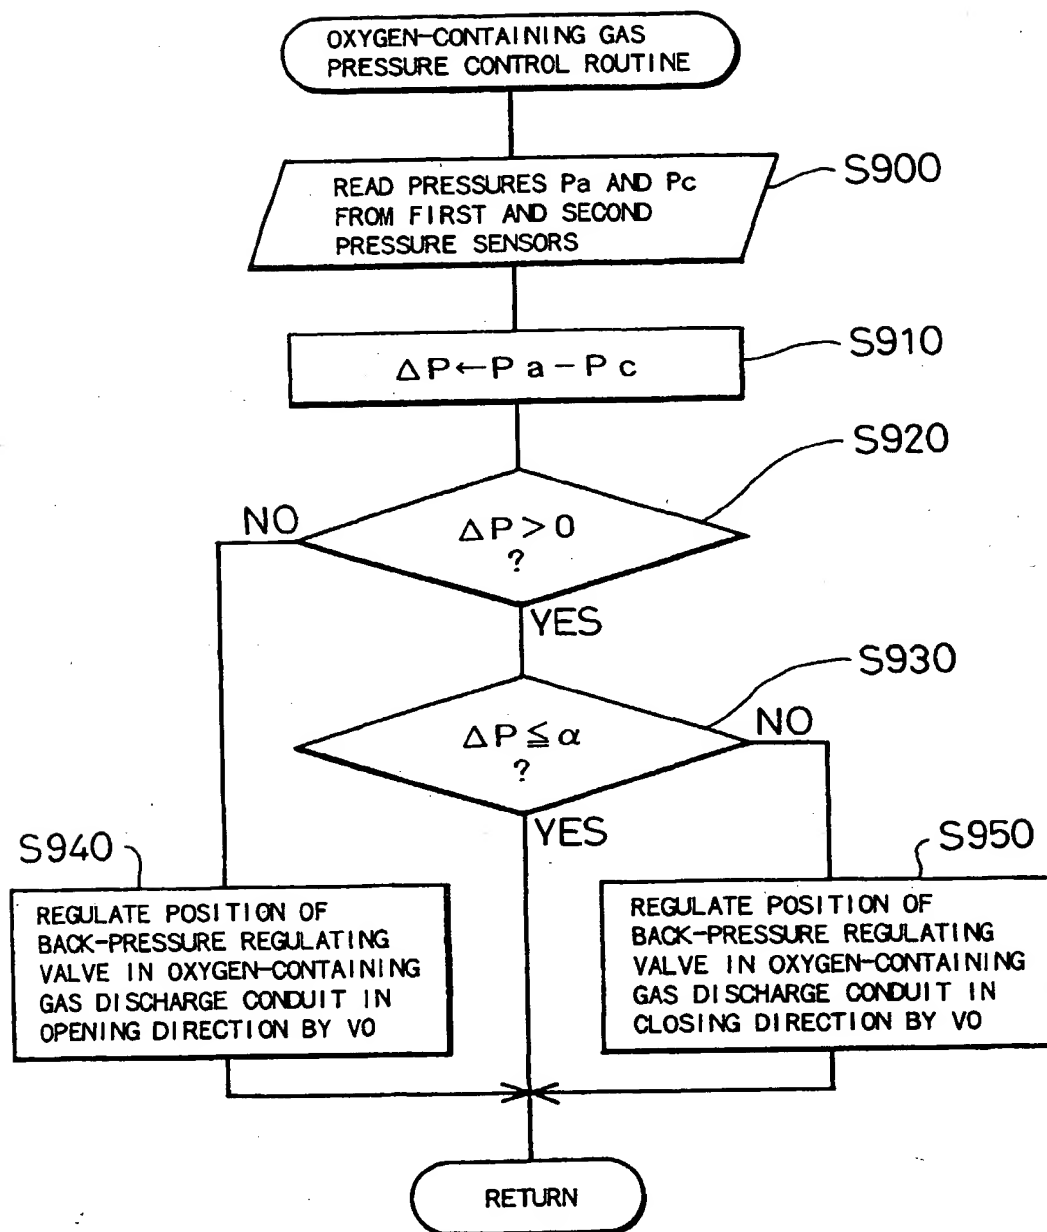 OXYGEN-CONTAINING GAS
PRESSURE CONTROL ROUTINE
S900
READ PRESSURES Pa AND Pc
FROM FIRST AND SECOND
PRESSURE SENSORS
S910
ΔP←Pa-Pc
S920
NO
ΔP>0
?
YES
S930
NO
ΔP≦α
?
YES
S940
REGULATE POSITION OF
BACK-PRESSURE REGULATING
VALVE IN OXYGEN-CONTAINING
GAS DISCHARGE CONDUIT IN
OPENING DIRECTION BY V0
S950
REGULATE POSITION OF
BACK-PRESSURE REGULATING
VALVE IN OXYGEN-CONTAINING
GAS DISCHARGE CONDUIT IN
CLOSING DIRECTION BY V0
RETURN